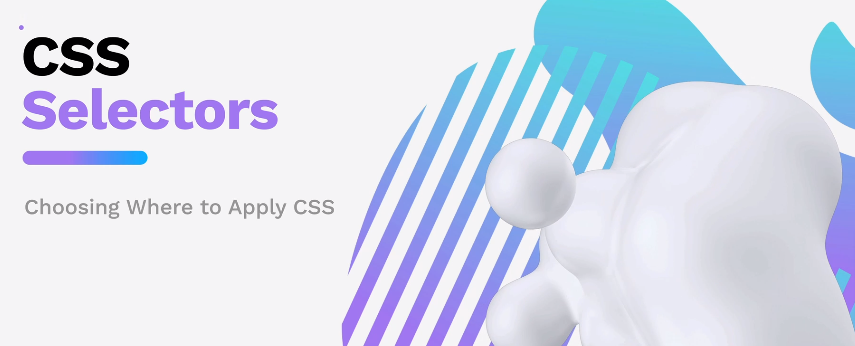 CSS
Selectors
Choosing Where to Apply CSS